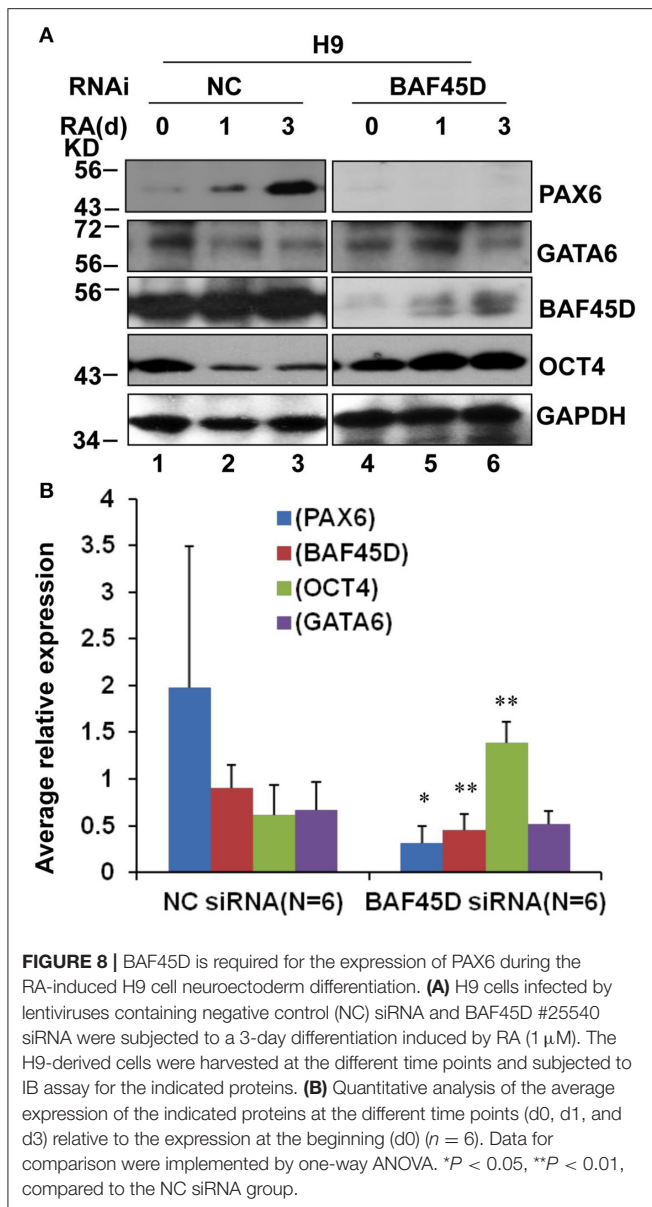 A
H9
RNAi NC BAF45D
RA(d) 0 1 3 0 1 3
KD
56
43
PAX6
72
56
GATA6
56
BAF45D
43
OCT4
34
GAPDH
1 2 3 4 5 6
B
4
3.5
3
2.5
2
1.5
1
0.5
0
Average relative expression
(PAX6)
(BAF45D)
(OCT4)
(GATA6)
* ** **
NC siRNA(N=6) BAF45D siRNA(N=6)
FIGURE 8 | BAF45D is required for the expression of PAX6 during the
RA-induced H9 cell neuroectoderm differentiation. (A) H9 cells infected by
lentiviruses containing negative control (NC) siRNA and BAF45D #25540
siRNA were subjected to a 3-day differentiation induced by RA (1 μM). The
H9-derived cells were harvested at the different time points and subjected to
IB assay for the indicated proteins. (B) Quantitative analysis of the average
expression of the indicated proteins at the different time points (d0, d1, and
d3) relative to the expression at the beginning (d0) (n = 6). Data for
comparison were implemented by one-way ANOVA. *P < 0.05, **P < 0.01,
compared to the NC siRNA group.